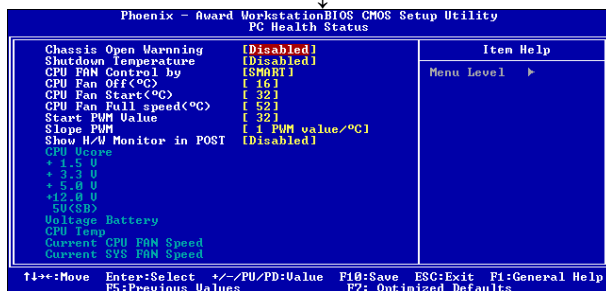 Phoenix - Award WorkstationBIOS CMOS Setup Utility
PC Health Status
Chassis Open Warnning [Disabled]
Shutdown Temperature [Disabled]
CPU FAN Control by [SMART]
CPU Fan Off(ºC) [ 16]
CPU Fan Start(ºC) [ 32]
CPU Fan Full speed(ºC) [ 52]
Start PWM Value [ 32]
Slope PWM [ 1 PWM value/ºC]
Show H/W Monitor in POST [Disabled]
CPU Vcore
+ 1.5 V
+ 3.3 V
+ 5.0 V
+12.0 V
5V(SB)
Voltage Battery
CPU Temp
Current CPU FAN Speed
Current SYS FAN Speed
Item Help
Menu Level ►
↑↓→←:Move Enter:Select +/-/PU/PD:Value F10:Save ESC:Exit F1:General Help
F5:Previous Values F7: Optimized Defaults